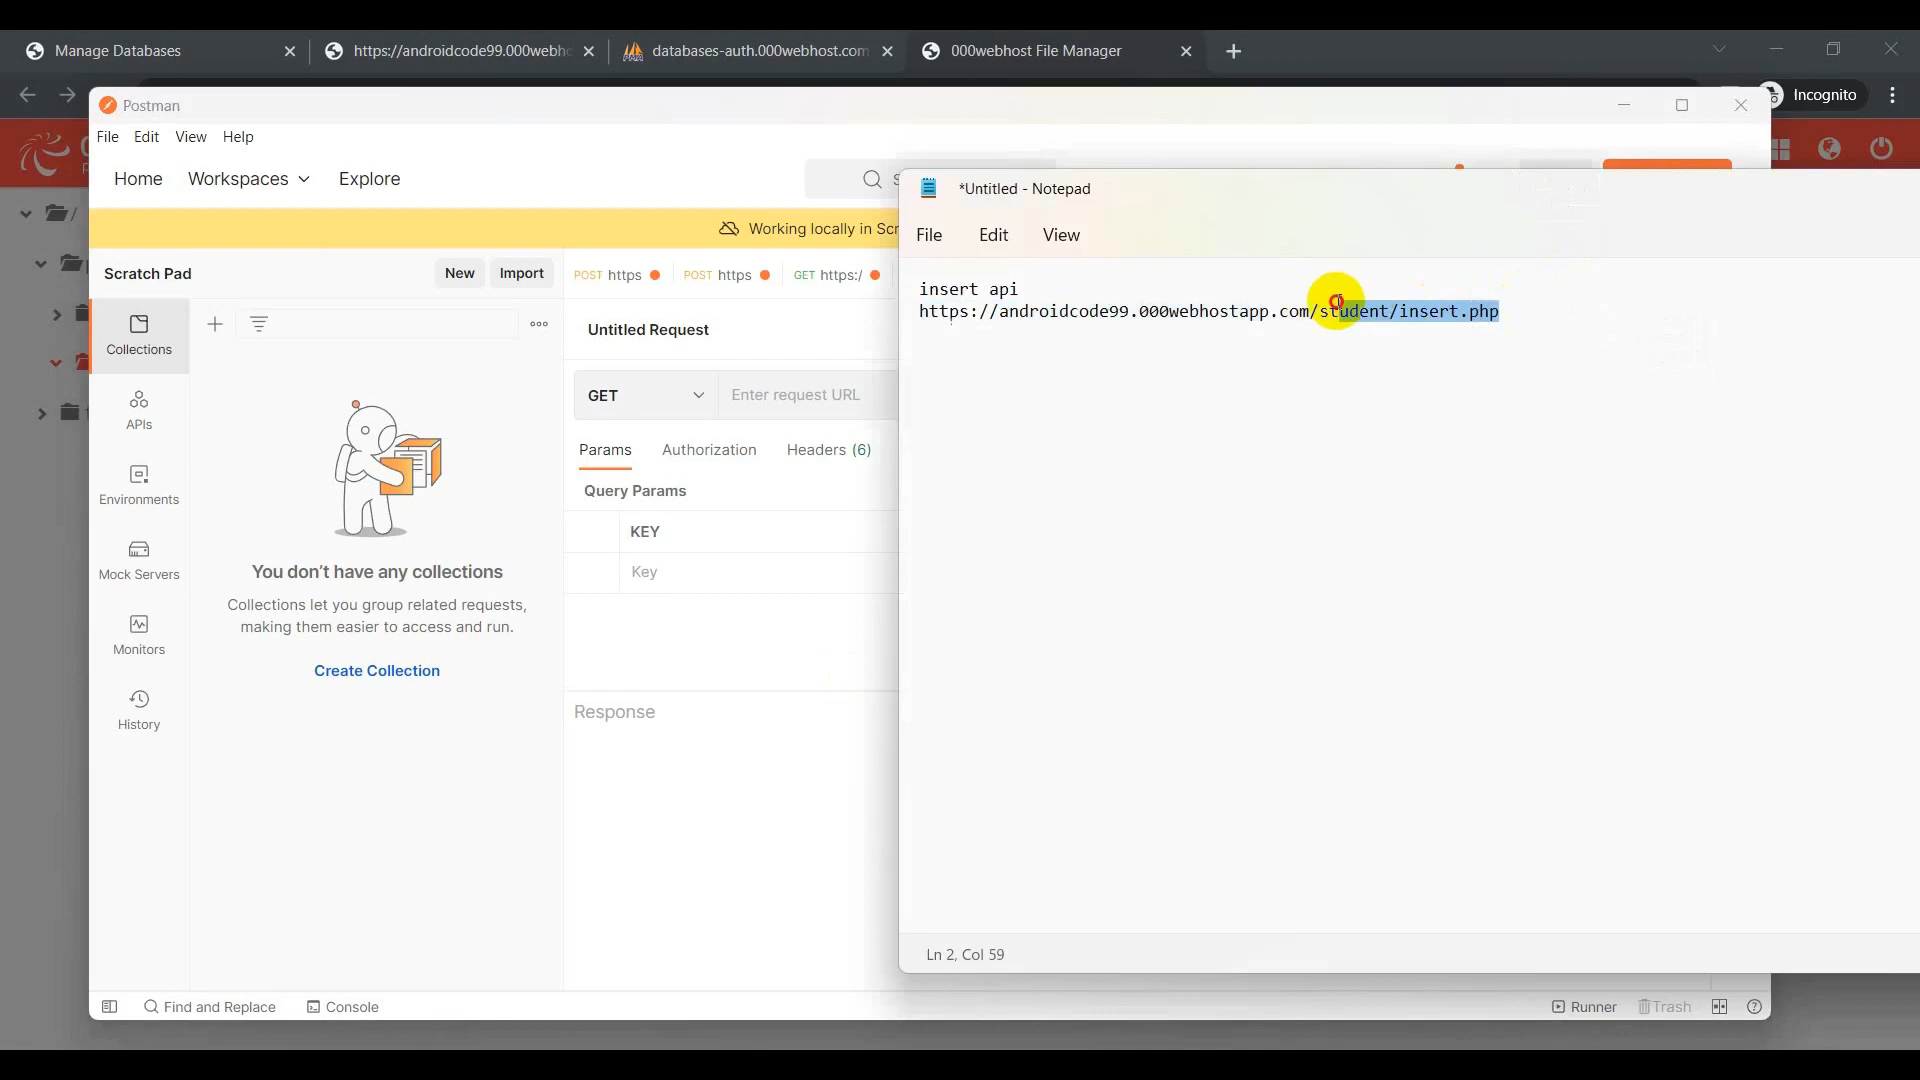 Manage Databases
https://androidcode99.000webho
databases-auth.000webhost.com
000webhost File Manager
Incognito
Postman
File Edit View Help
Home Workspaces Explore
Working locally in Scr
Scratch Pad
New
Import
POST https
POST https
GET https:/
Collections
APIs
Environments
Mock Servers
Monitors
History
You don't have any collections
Collections let you group related requests,
making them easier to access and run.
Create Collection
Untitled Request
GET
Enter request URL
Params Authorization Headers (6)
Query Params
KEY
Key
Response
*Untitled - Notepad
File Edit View
insert api
https://androidcode99.000webhostapp.com/student/insert.php
Ln 2, Col 59
Find and Replace
Console
Runner
Trash